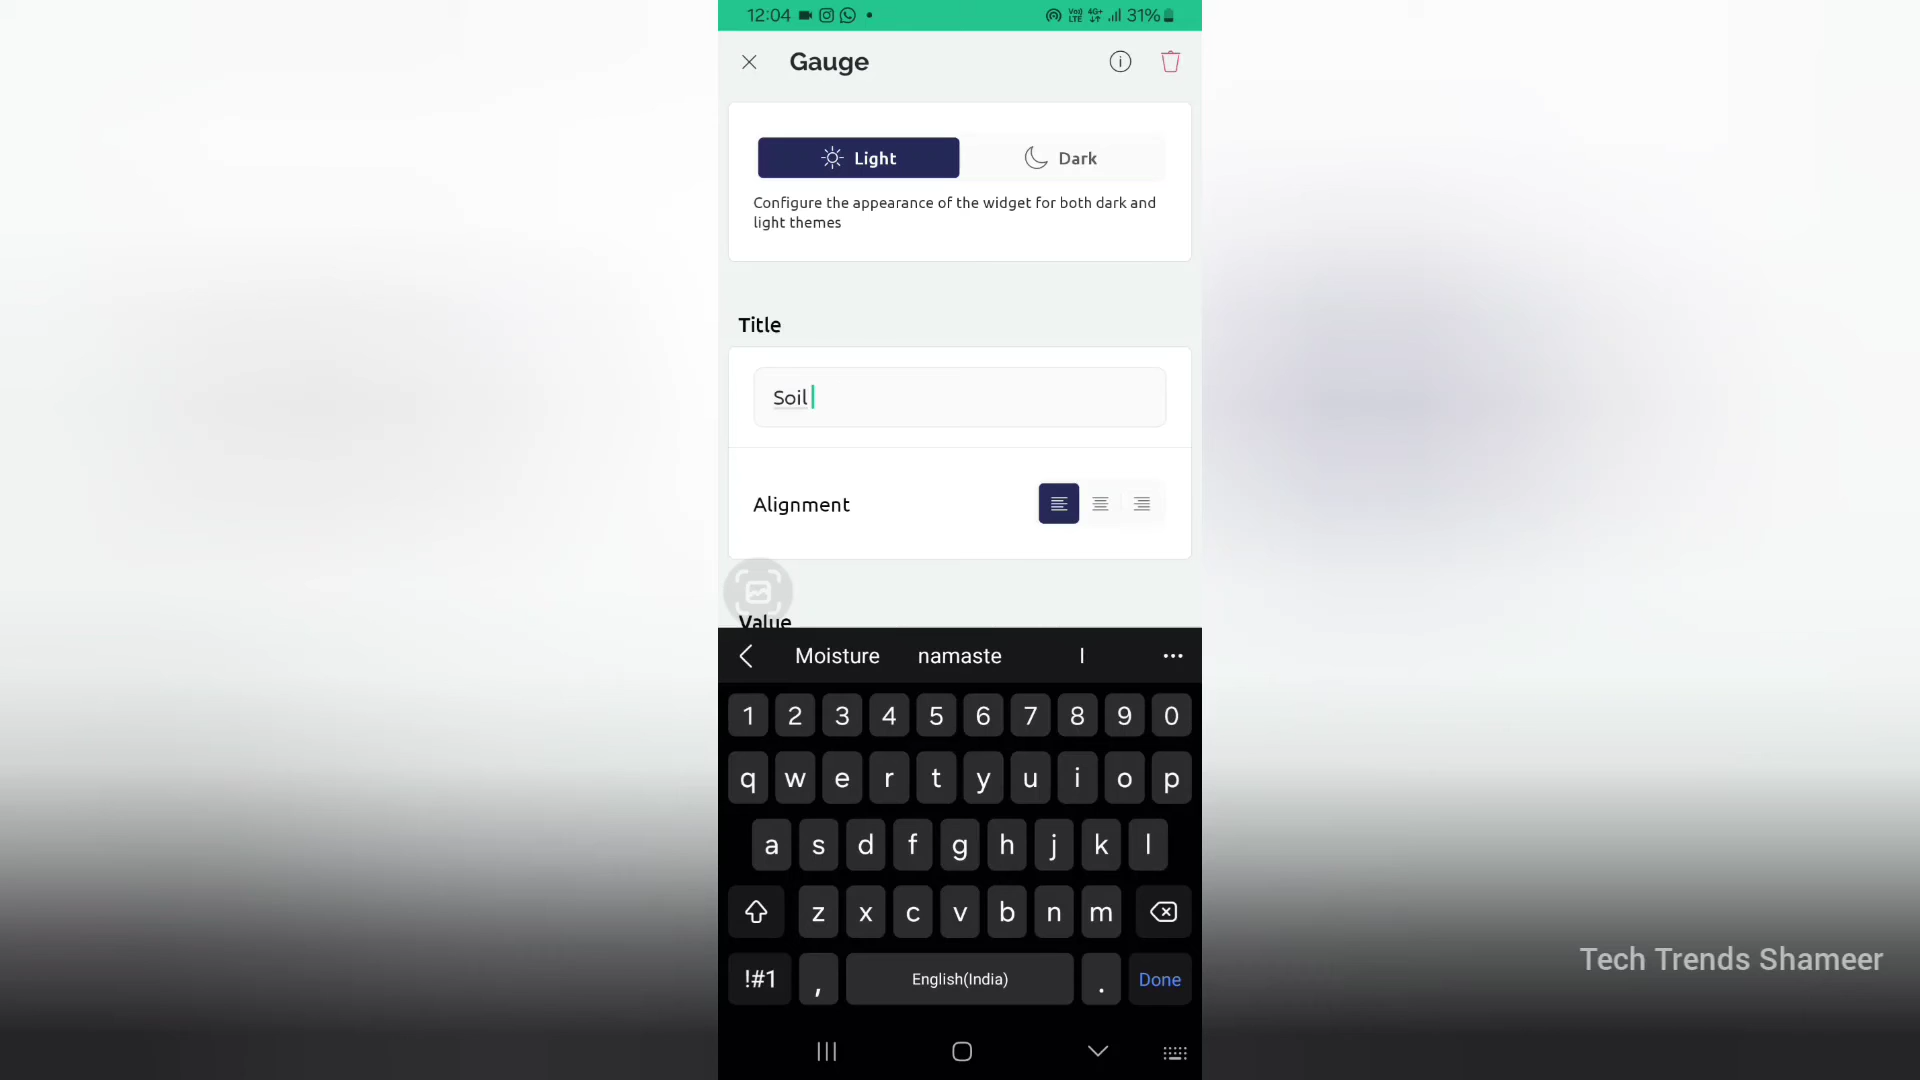 12:04 31%
Gauge
Light Dark
Configure the appearance of the widget for both dark and
light themes
Title
Soil
Alignment
Value
Moisture namaste I
1 2 3 4 5 6 7 8 9 0
q w e r t y u i o p
a s d f g h j k l
z x c v b n m
!#1 , English(India) . Done
Tech Trends Shameer